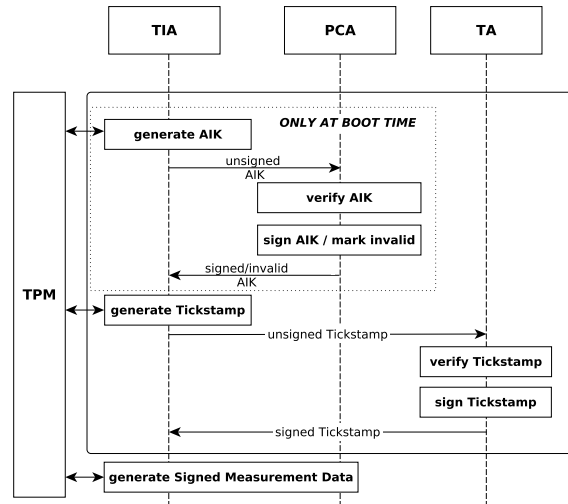 TIA
PCA
TA
ONLY AT BOOT TIME
generate AIK
unsigned
AIK
verify AIK
sign AIK / mark invalid
signed/invalid
AIK
TPM
generate Tickstamp
unsigned Tickstamp
verify Tickstamp
sign Tickstamp
signed Tickstamp
generate Signed Measurement Data